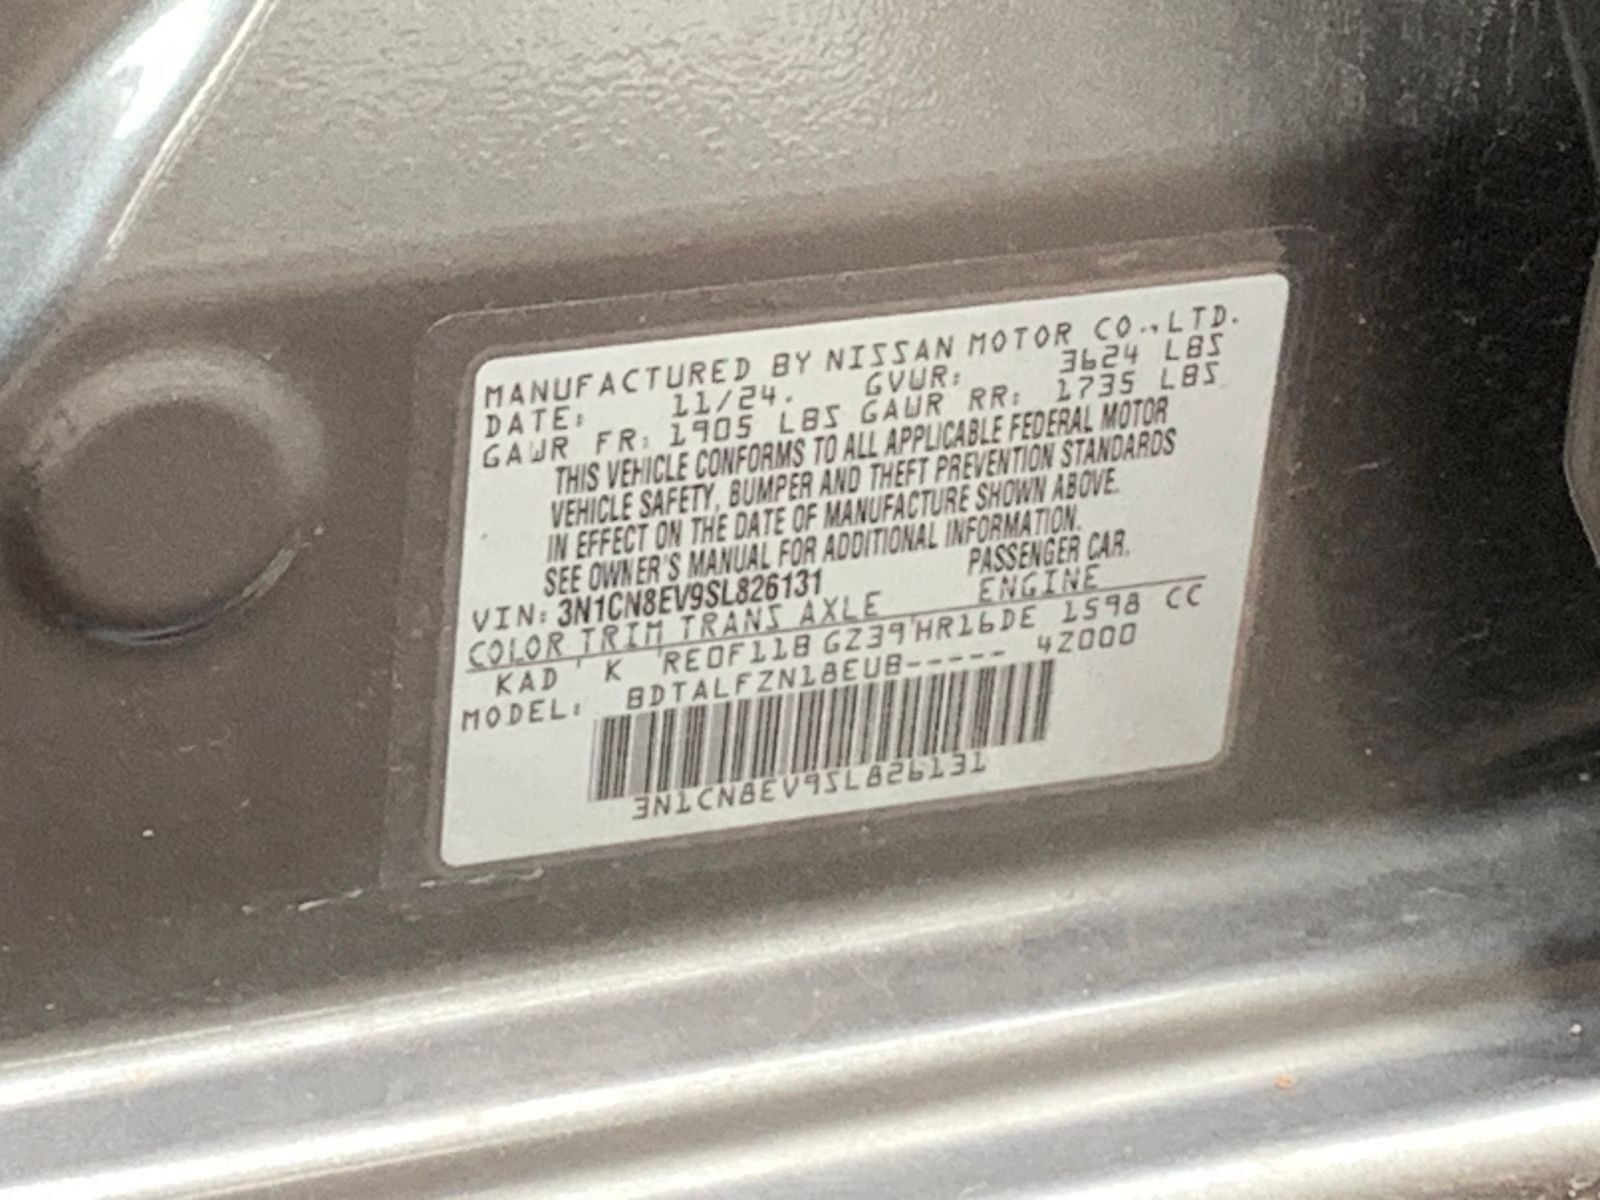 MANUFACTURED BY NISSAN MOTOR CO.,LTD.
DATE: 11/24. GVWR: 3624 LBS
GAWR FR: 1905 LBS GAWR RR: 1735 LBS
THIS VEHICLE CONFORMS TO ALL APPLICABLE FEDERAL MOTOR
VEHICLE SAFETY, BUMPER AND THEFT PREVENTION STANDARDS
IN EFFECT ON THE DATE OF MANUFACTURE SHOWN ABOVE.
SEE OWNER'S MANUAL FOR ADDITIONAL INFORMATION.
VIN: 3N1CN8EV9SL826131 PASSENGER CAR.
COLOR TRIM TRANS AXLE ENGINE
KAD K RE0F11B GZ39 HR16DE 1598 CC
MODEL: BDTALFZN18EUB----- 4Z000
3N1CN8EV9SL826131